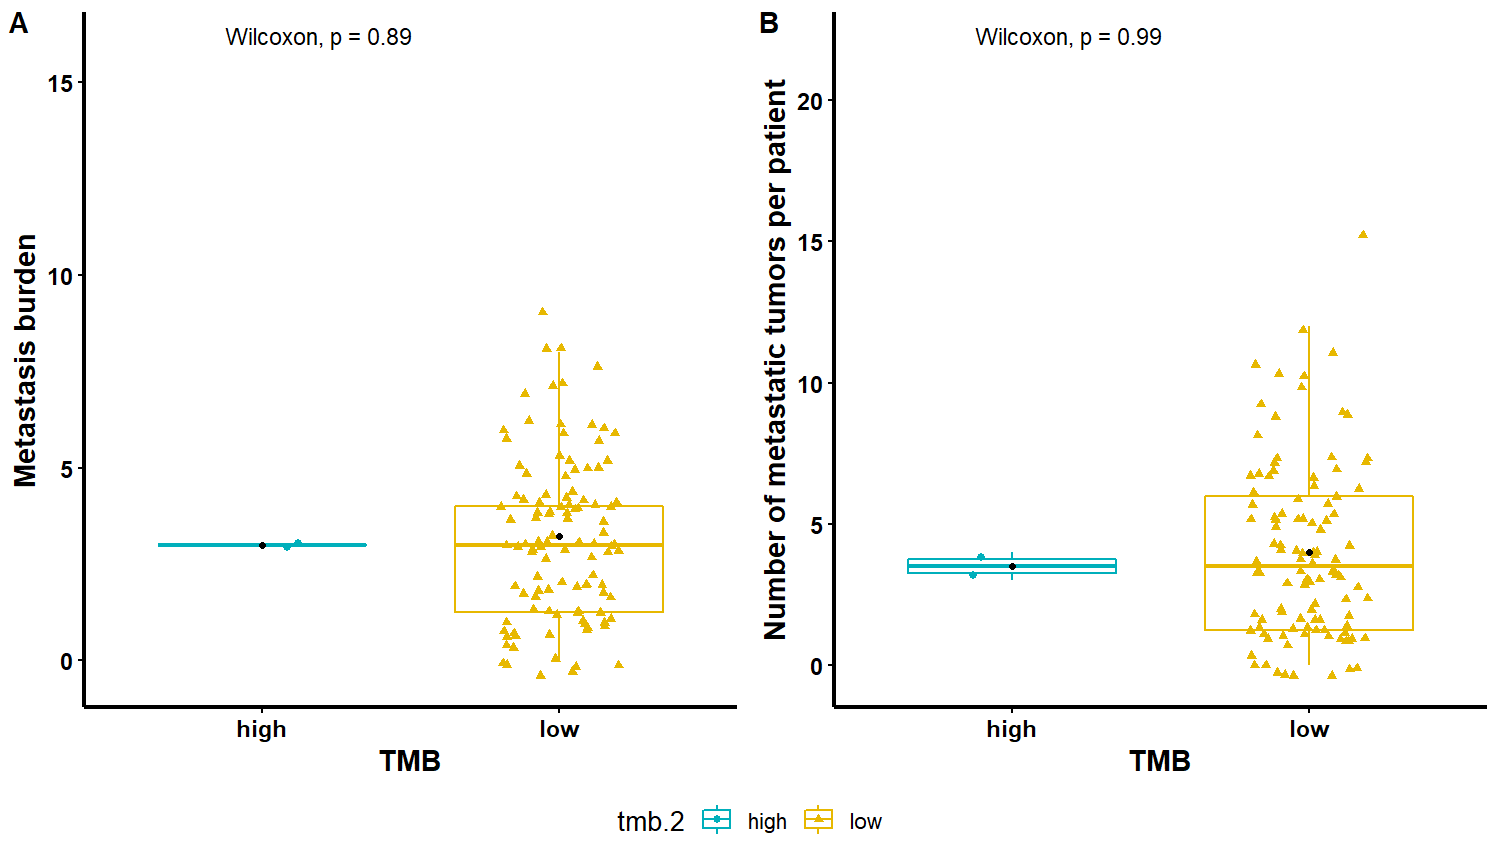 A
Wilcoxon, p = 0.89
Metastasis burden
15
10
5
0
high
low
TMB
B
Wilcoxon, p = 0.99
Number of metastatic tumors per patient
20
15
10
5
0
high
low
TMB
tmb.2
high
low